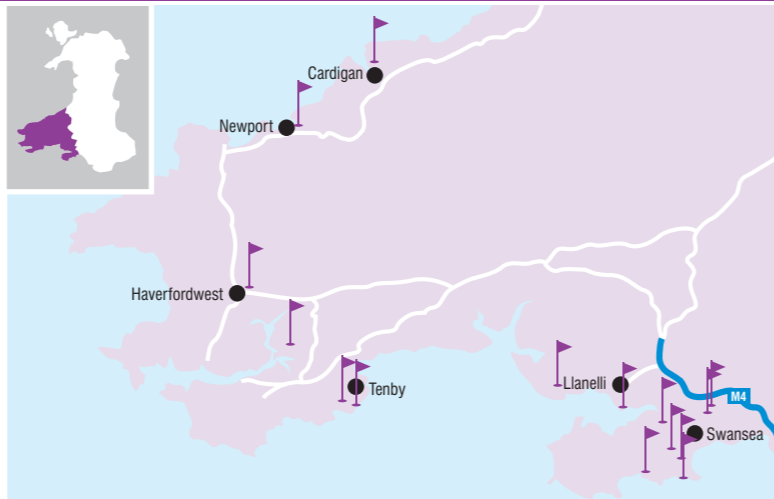 Cardigan
Newport
Haverfordwest
Tenby
Llanelli
M4
Swansea